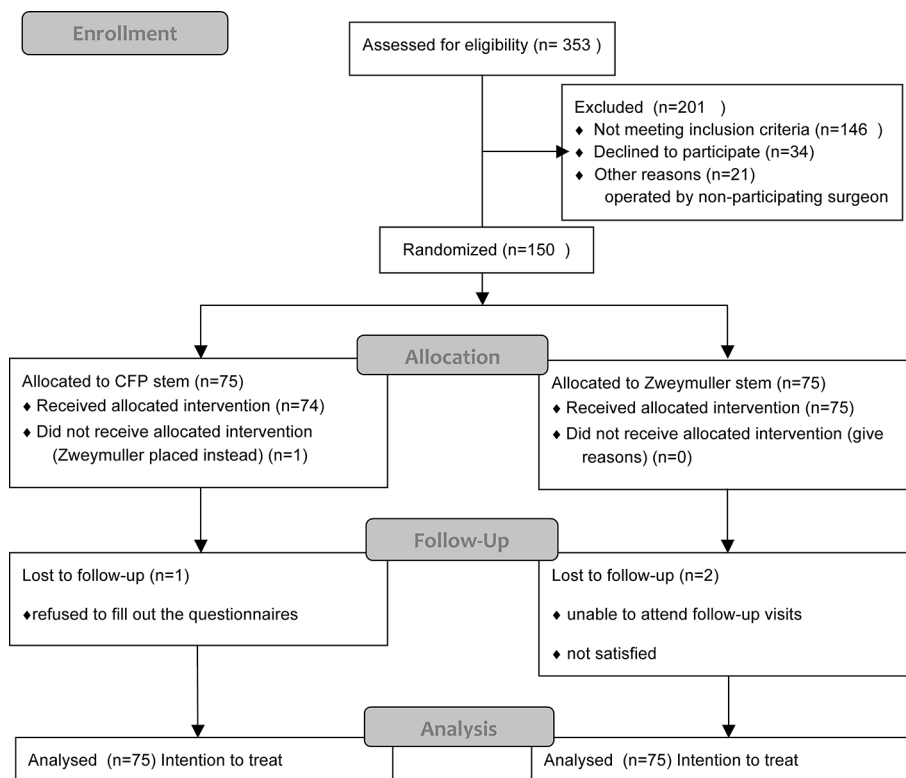 Enrollment
Assessed for eligibility (n= 353 )
Excluded (n=201 )
♦ Not meeting inclusion criteria (n=146 )
♦ Declined to participate (n=34)
♦ Other reasons (n=21)
operated by non-participating surgeon
Randomized (n=150 )
Allocation
Allocated to CFP stem (n=75)
♦ Received allocated intervention (n=74)
♦ Did not receive allocated intervention
(Zweymuller placed instead) (n=1)
Allocated to Zweymuller stem (n=75)
♦ Received allocated intervention (n=75)
♦ Did not receive allocated intervention (give
reasons) (n=0)
Follow-Up
Lost to follow-up (n=1)
♦refused to fill out the questionnaires
Lost to follow-up (n=2)
♦ unable to attend follow-up visits
♦ not satisfied
Analysis
Analysed (n=75) Intention to treat
Analysed (n=75) Intention to treat